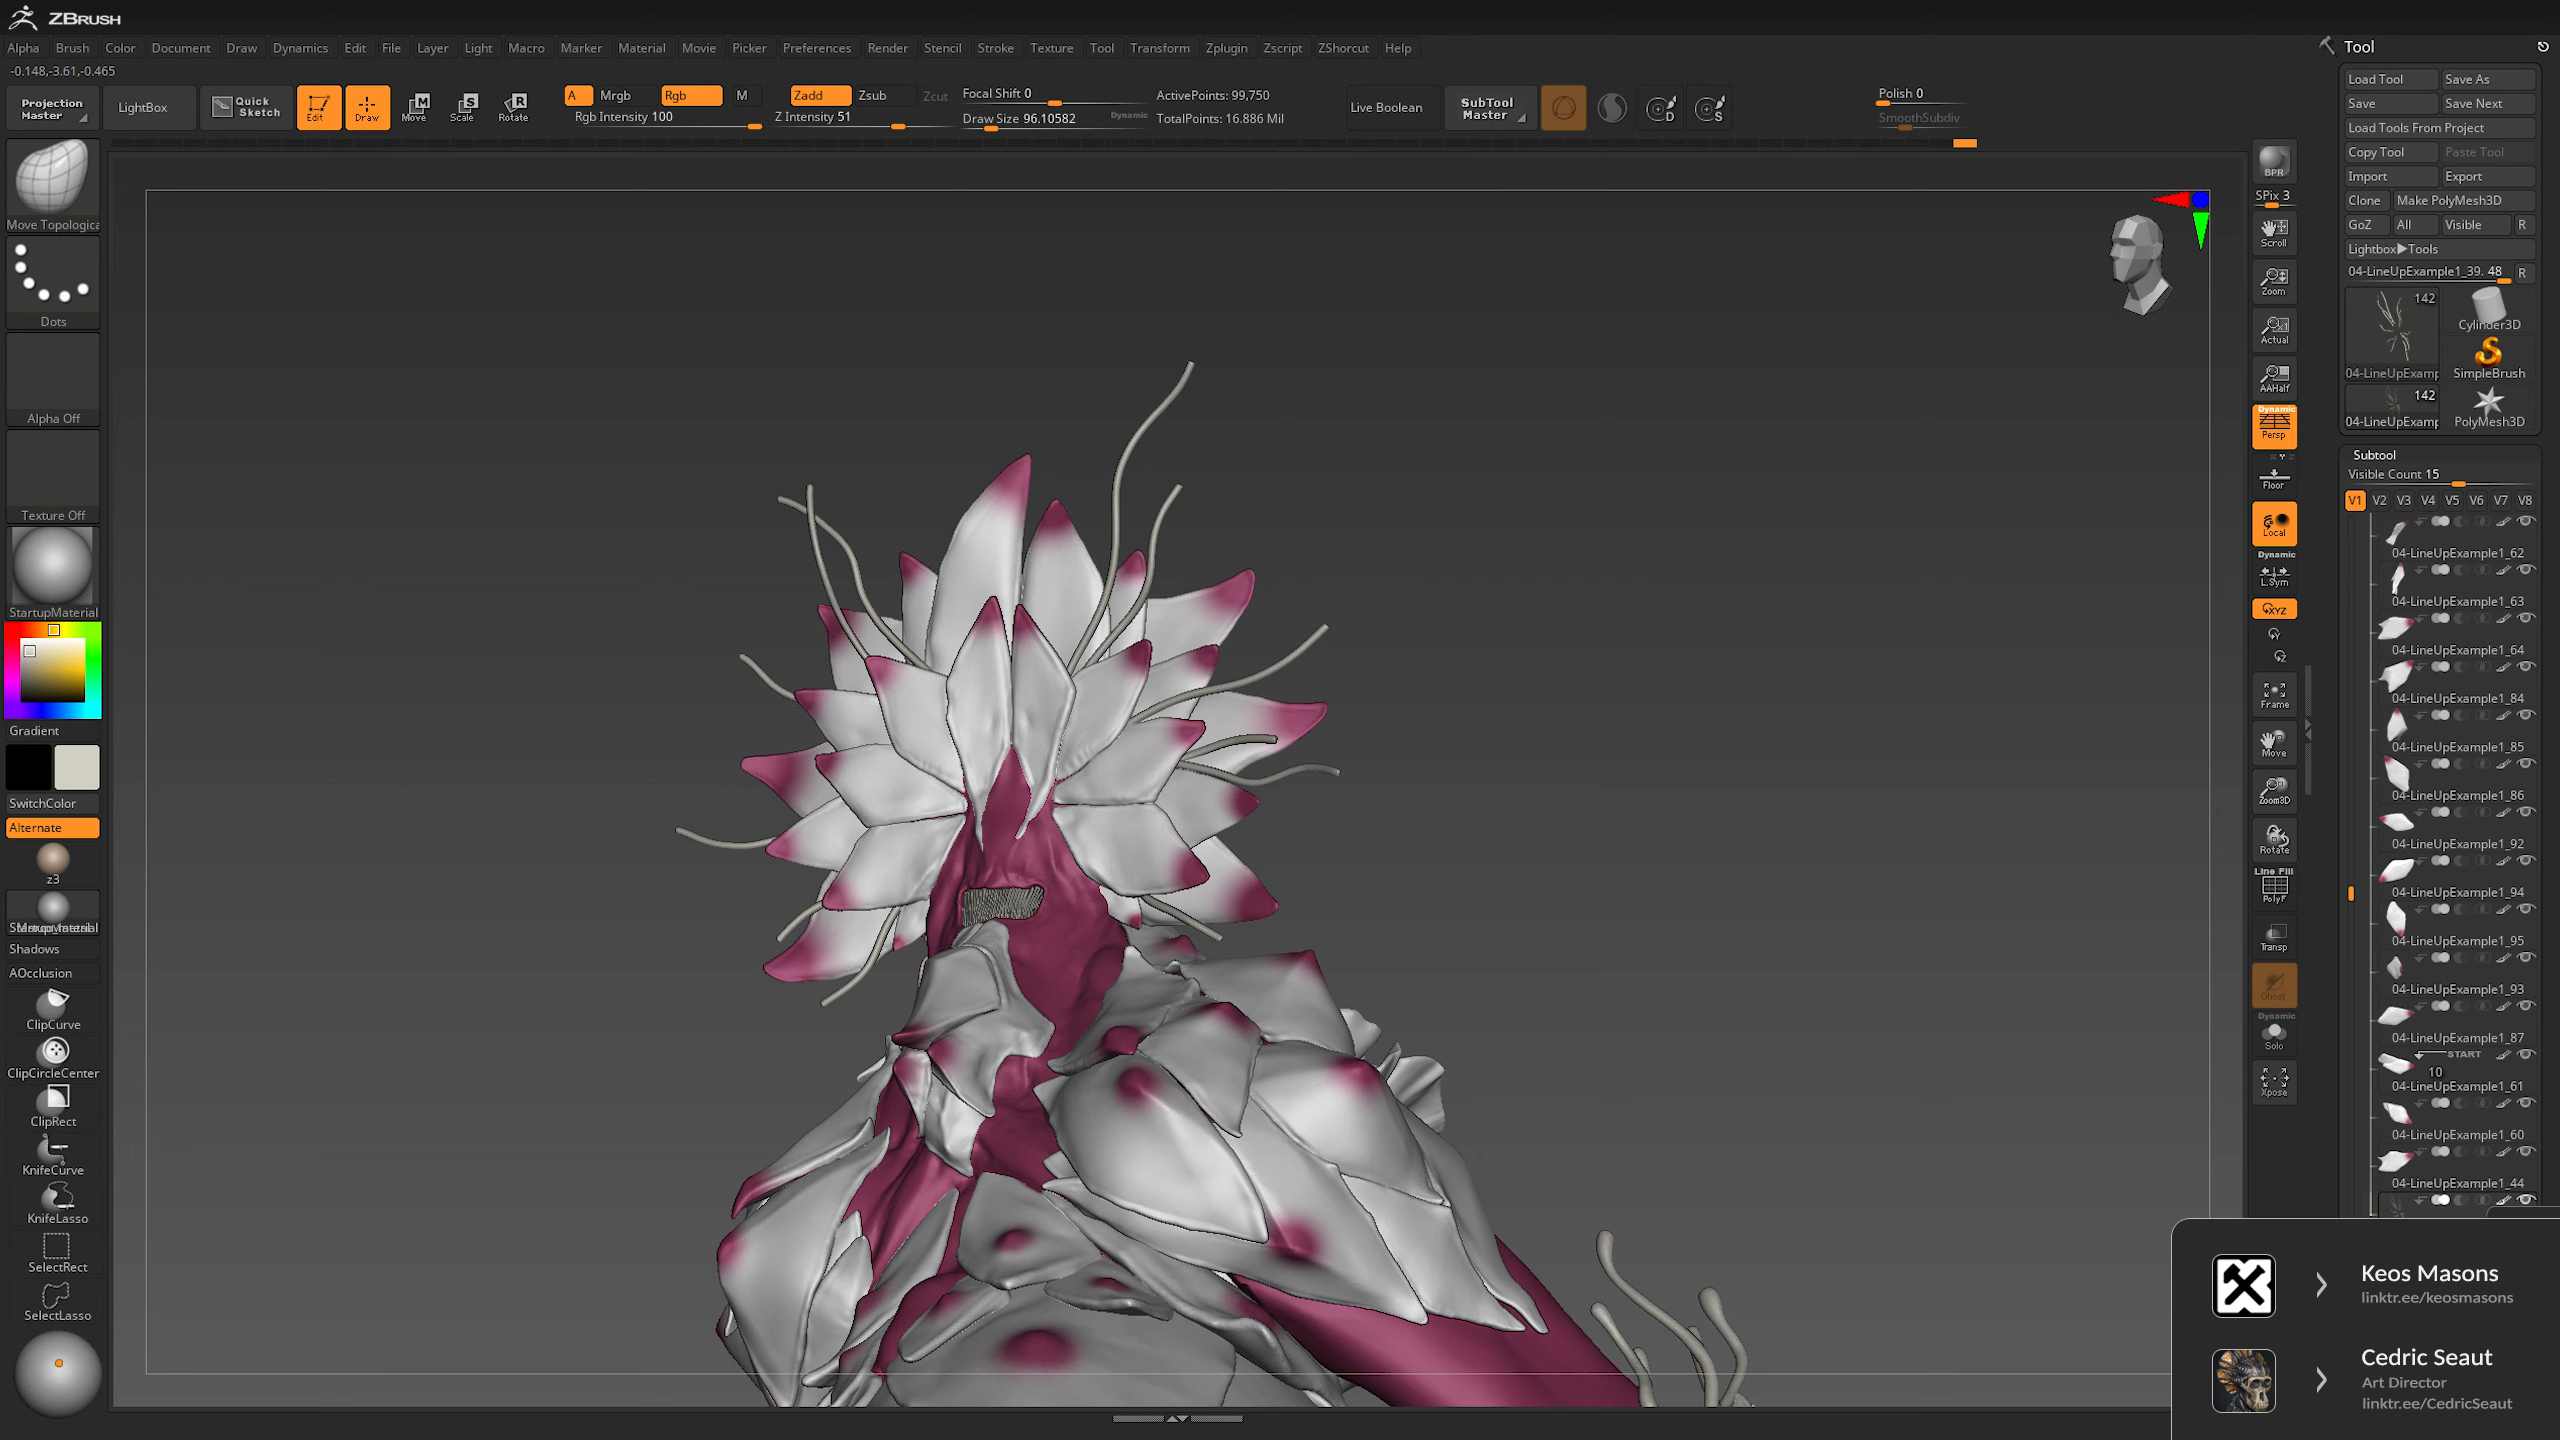 ZBRUSH
Alpha Brush Color Document Draw Dynamics Edit File Layer Light Macro Marker Material Movie Picker Preferences Render Stencil Stroke Texture Tool Transform Zplugin Zscript ZShorcut Help
-0.148,-3.61,-0.465
Projection Master
LightBox
Quick Sketch
Edit
Draw
Move
Scale
Rotate
A Mrgb Rgb M
Rgb Intensity 100
Zadd Zsub Zcut
Z Intensity 51
Focal Shift 0
Draw Size 96.10582
Dynamic
ActivePoints: 99,750
TotalPoints: 16.886 Mil
Live Boolean
SubTool Master
D
S
Polish 0
SmoothSubdiv
Move Topologica
Dots
Alpha Off
Texture Off
StartupMaterial
Gradient
SwitchColor
Alternate
z3
Shadows
AOcclusion
ClipCurve
ClipCircleCenter
ClipRect
KnifeCurve
KnifeLasso
SelectRect
SelectLasso
BPR
SPix 3
Scroll
Zoom
Actual
AAHalf
Dynamic
Persp
Floor
Local
Dynamic
L.Sym
XYZ
Y
Z
Frame
Move
Zoom3D
Rotate
Line Fill
PolyF
Transp
Ghost
Dynamic
Solo
Xpose
Tool
Load Tool Save As
Save Save Next
Load Tools From Project
Copy Tool Paste Tool
Import Export
Clone Make PolyMesh3D
GoZ All Visible R
Lightbox▶Tools
04-LineUpExample1_39. 48 R
142
04-LineUpExamp
Cylinder3D
SimpleBrush
142
04-LineUpExamp
PolyMesh3D
Subtool
Visible Count 15
V1 V2 V3 V4 V5 V6 V7 V8
04-LineUpExample1_62
04-LineUpExample1_63
04-LineUpExample1_64
04-LineUpExample1_84
04-LineUpExample1_85
04-LineUpExample1_86
04-LineUpExample1_92
04-LineUpExample1_94
04-LineUpExample1_95
04-LineUpExample1_93
04-LineUpExample1_87
START
10
04-LineUpExample1_61
04-LineUpExample1_60
04-LineUpExample1_44
Keos Masons
linktr.ee/keosmasons
Cedric Seaut
Art Director
linktr.ee/CedricSeaut